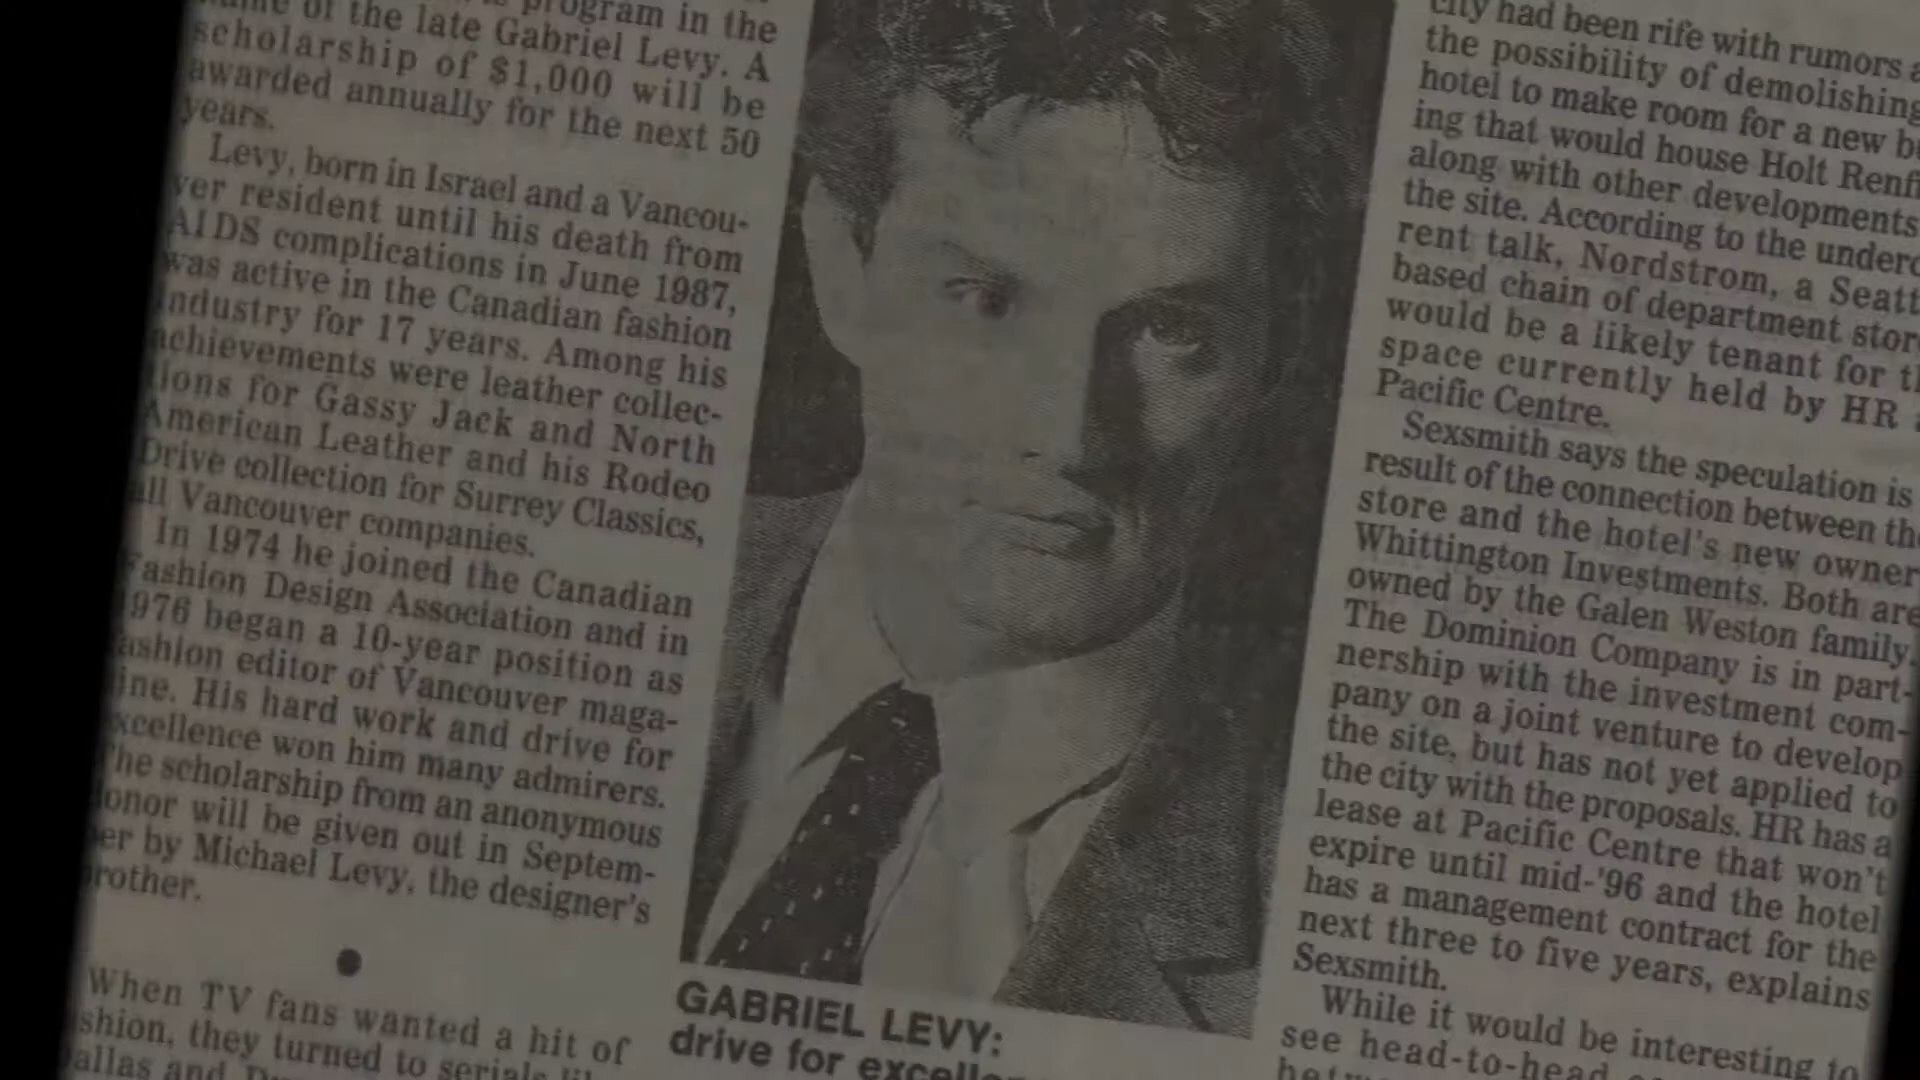 program in the
name of the late Gabriel Levy. A
scholarship of $1,000 will be
awarded annually for the next 50
years.
Levy, born in Israel and a Vancou-
ver resident until his death from
AIDS complications in June 1987,
was active in the Canadian fashion
industry for 17 years. Among his
achievements were leather collec-
tions for Gassy Jack and North
American Leather and his Rodeo
Drive collection for Surrey Classics,
all Vancouver companies.
In 1974 he joined the Canadian
Fashion Design Association and in
1976 began a 10-year position as
fashion editor of Vancouver maga-
ine. His hard work and drive for
excellence won him many admirers.
The scholarship from an anonymous
donor will be given out in Septem-
ber by Michael Levy, the designer's
brother.
When TV fans wanted a hit of
shion, they turned to serials
allas and
GABRIEL LEVY:
drive for excelle
city had been rife with rumors
the possibility of demolishing
hotel to make room for a new b
ing that would house Holt Renf
along with other developments
the site. According to the underc
rent talk, Nordstrom, a Seatt
based chain of department stor
would be a likely tenant for t
space currently held by HR
Pacific Centre.
Sexsmith says the speculation is
result of the connection between the
store and the hotel's new owner
Whittington Investments. Both are
owned by the Galen Weston family.
The Dominion Company is in part-
nership with the investment com-
pany on a joint venture to develop
the site, but has not yet applied to
the city with the proposals. HR has a
lease at Pacific Centre that won't
expire until mid-'96 and the hotel
has a management contract for the
next three to five years, explains
Sexsmith.
While it would be interesting to
see head-to-head